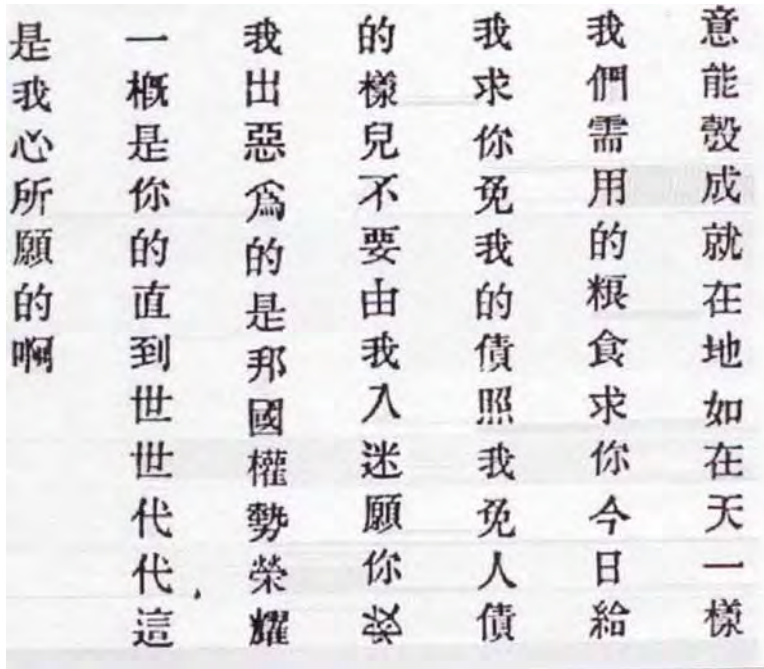 意能彀成就在地如在天一樣
我們需用的粮食求你今日給
我求你免我的債照我免人債
的樣兒不要由我入迷願你救
我出惡爲的是邦國權勢榮耀
一槪是你的直到世世代代這
是我心所願的啊